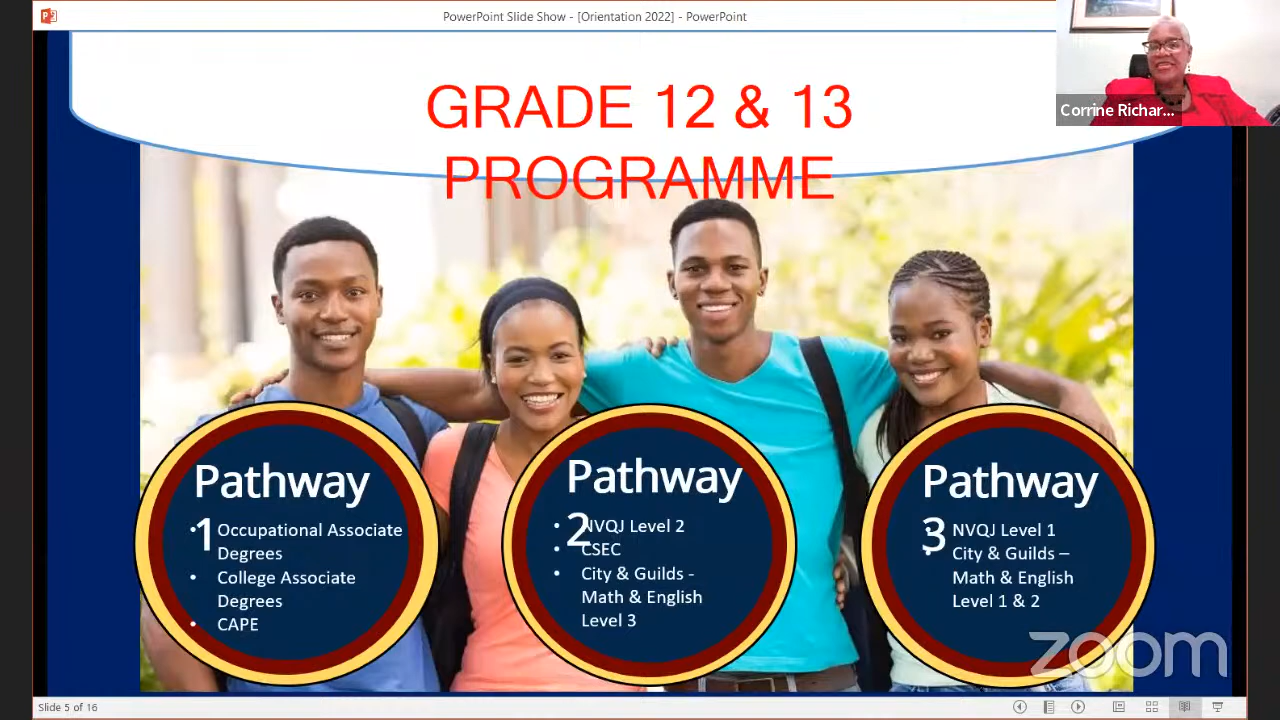 PowerPoint Slide Show - [Orientation 2022] - PowerPoint
Corrine Richar...
GRADE 12 & 13
PROGRAMME
Pathway
1
• Occupational Associate
Degrees
• College Associate
Degrees
• CAPE
Pathway
2
• NVQJ Level 2
• CSEC
• City & Guilds -
Math & English
Level 3
Pathway
3
• NVQJ Level 1
• City & Guilds –
Math & English
Level 1 & 2
zoom
Slide 5 of 16